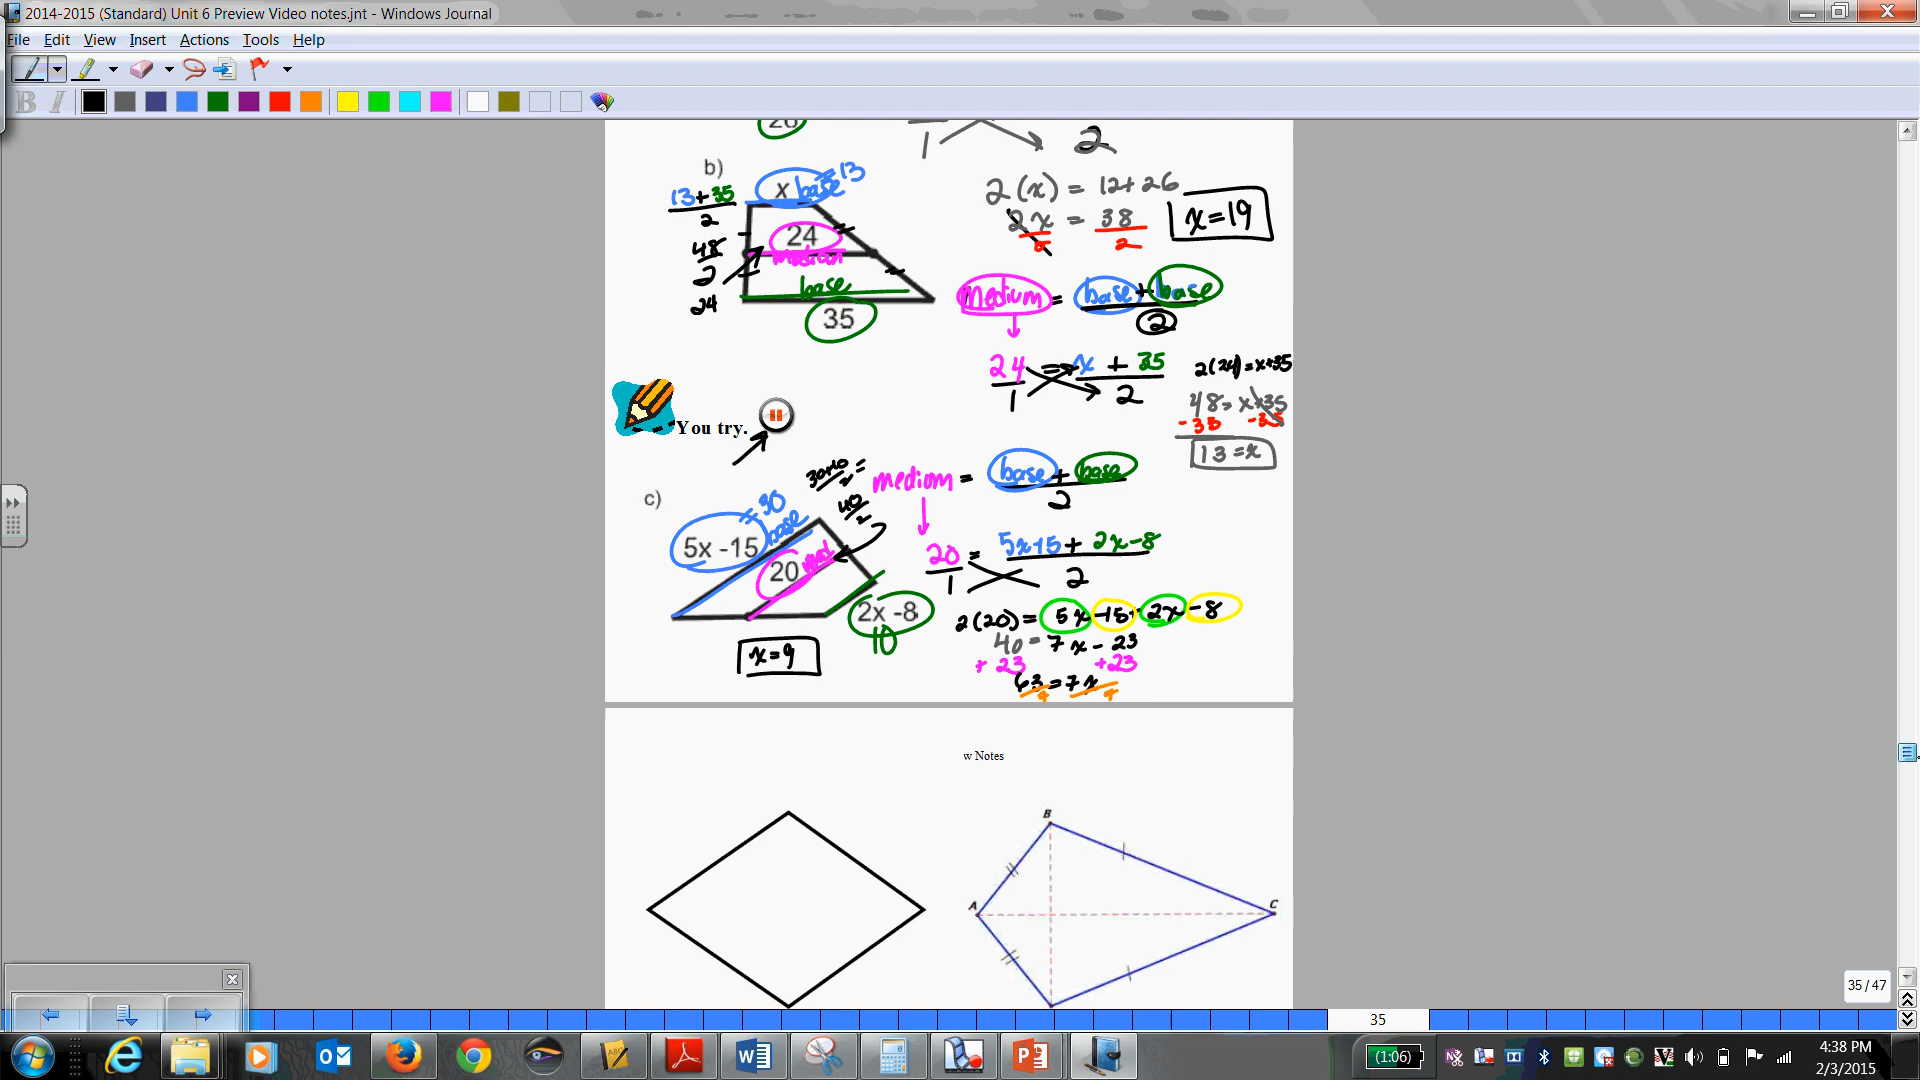 2014-2015 (Standard) Unit 6 Preview Video notes.jnt - Windows Journal
File Edit View Insert Actions Tools Help
B I
26
1 2
b)
x base =13
13+35
2
48
2
24
24
median
base
35
2(x) = 12+26
2x = 38
2 2
x=19
medium = base + base
2
24 = x + 35
1 2
2(24)=x+35
48=x+35
-35 -35
13=x
You try.
c)
30+10 =
2
40
2
medium = base + base
2
5x -15
=30
base
20 med
2x -8
10
20 = 5x-15 + 2x-8
1 2
2(20)= 5x -15+ 2x -8
40 = 7x - 23
+23 +23
63=7x
x=9
w Notes
B
A
C
35 / 47
35
(1:06)
4:38 PM
2/3/2015